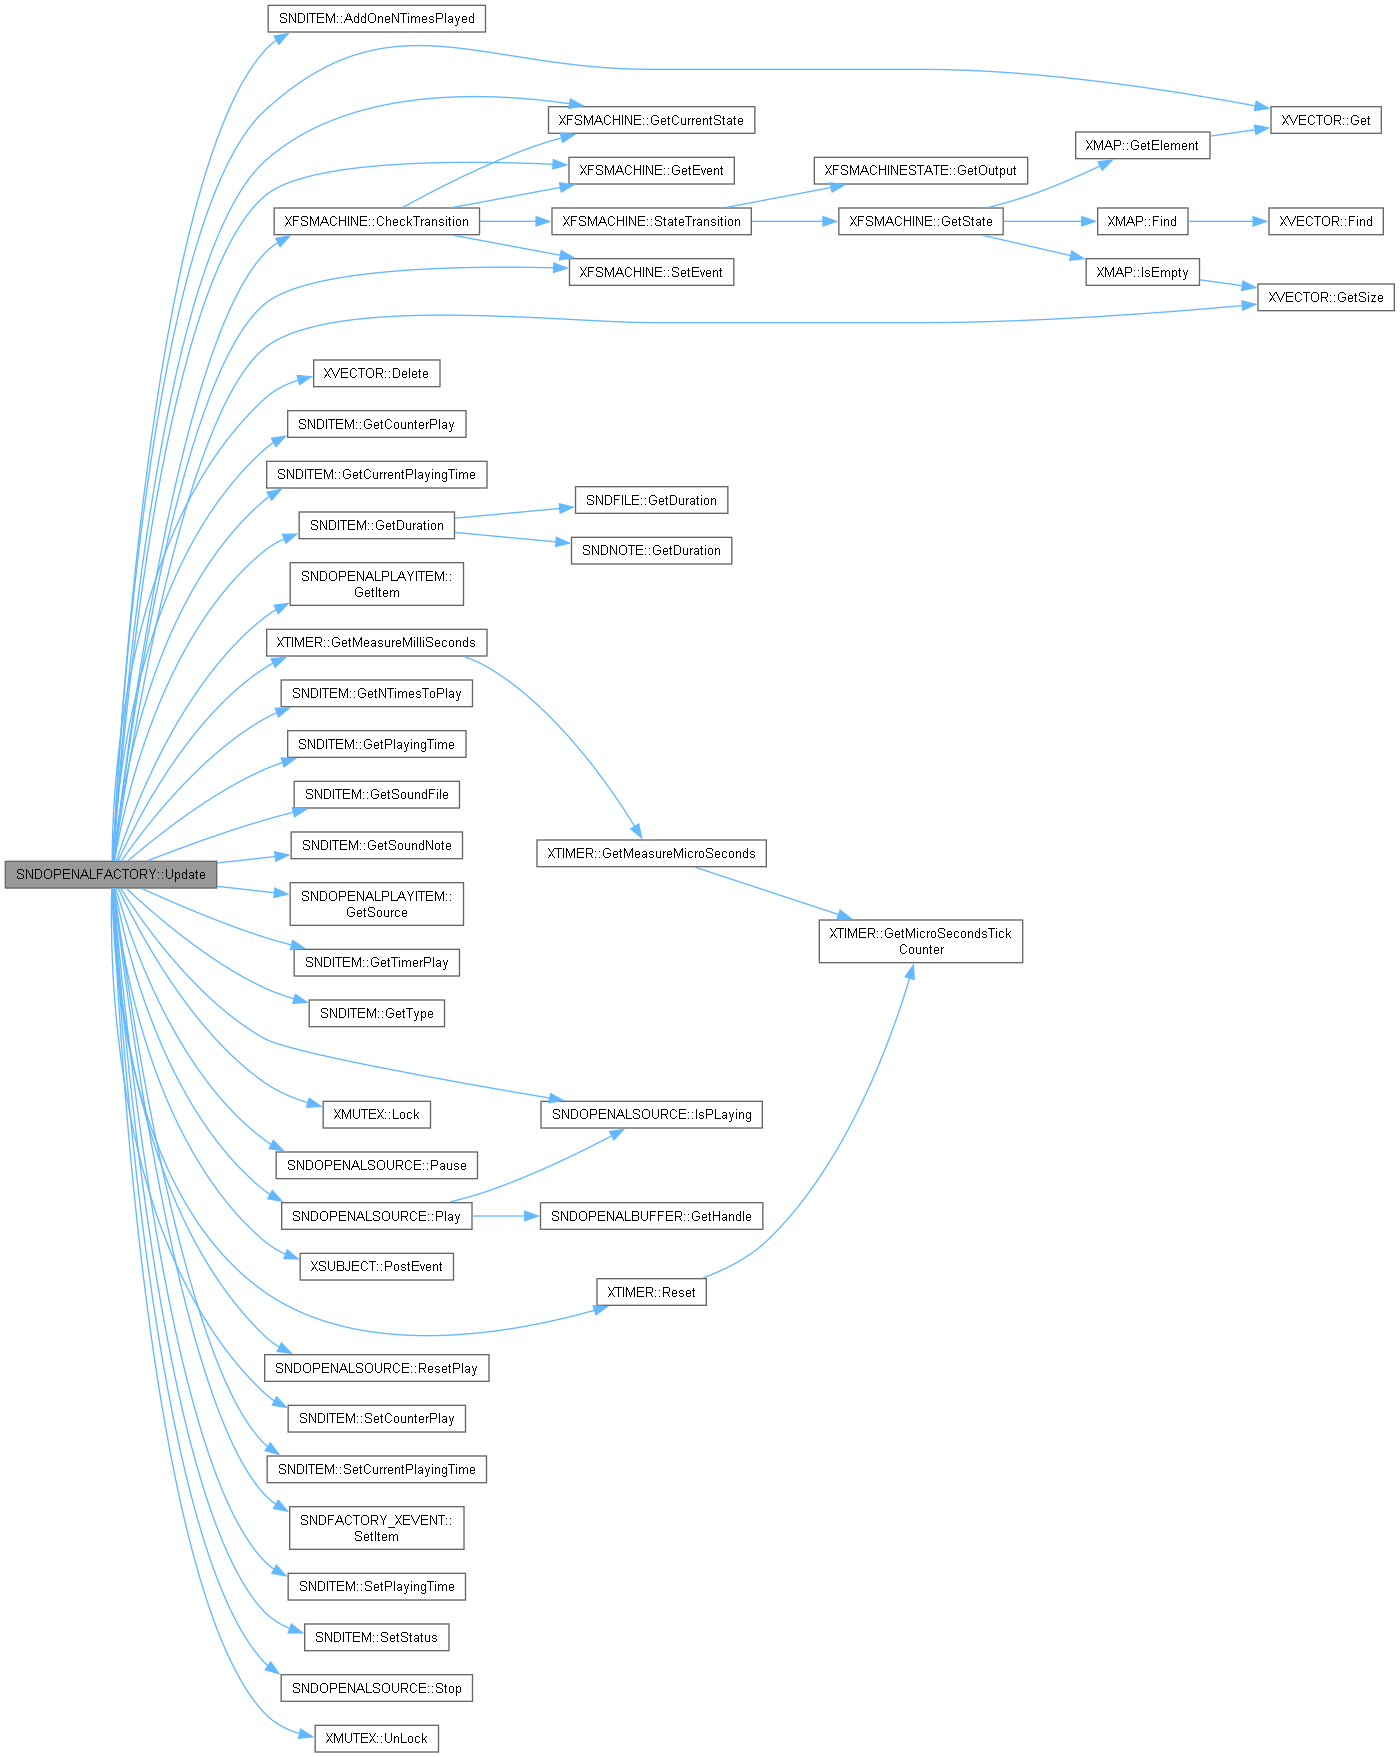 SNDITEM::AddOneNTimesPlayed
XFSMACHINE::GetCurrentState
XVECTOR::Get
XMAP::GetElement
XFSMACHINE::GetEvent
XFSMACHINESTATE::GetOutput
XFSMACHINE::CheckTransition
XFSMACHINE::StateTransition
XFSMACHINE::GetState
XMAP::Find
XVECTOR::Find
XFSMACHINE::SetEvent
XMAP::IsEmpty
XVECTOR::GetSize
XVECTOR::Delete
SNDITEM::GetCounterPlay
SNDITEM::GetCurrentPlayingTime
SNDFILE::GetDuration
SNDITEM::GetDuration
SNDNOTE::GetDuration
SNDOPENALPLAYITEM::
GetItem
XTIMER::GetMeasureMilliSeconds
SNDITEM::GetNTimesToPlay
SNDITEM::GetPlayingTime
SNDITEM::GetSoundFile
SNDITEM::GetSoundNote
XTIMER::GetMeasureMicroSeconds
SNDOPENALFACTORY::Update
SNDOPENALPLAYITEM::
GetSource
XTIMER::GetMicroSecondsTick
Counter
SNDITEM::GetTimerPlay
SNDITEM::GetType
XMUTEX::Lock
SNDOPENALSOURCE::IsPLaying
SNDOPENALSOURCE::Pause
SNDOPENALSOURCE::Play
SNDOPENALBUFFER::GetHandle
XSUBJECT::PostEvent
XTIMER::Reset
SNDOPENALSOURCE::ResetPlay
SNDITEM::SetCounterPlay
SNDITEM::SetCurrentPlayingTime
SNDFACTORY_XEVENT::
SetItem
SNDITEM::SetPlayingTime
SNDITEM::SetStatus
SNDOPENALSOURCE::Stop
XMUTEX::UnLock